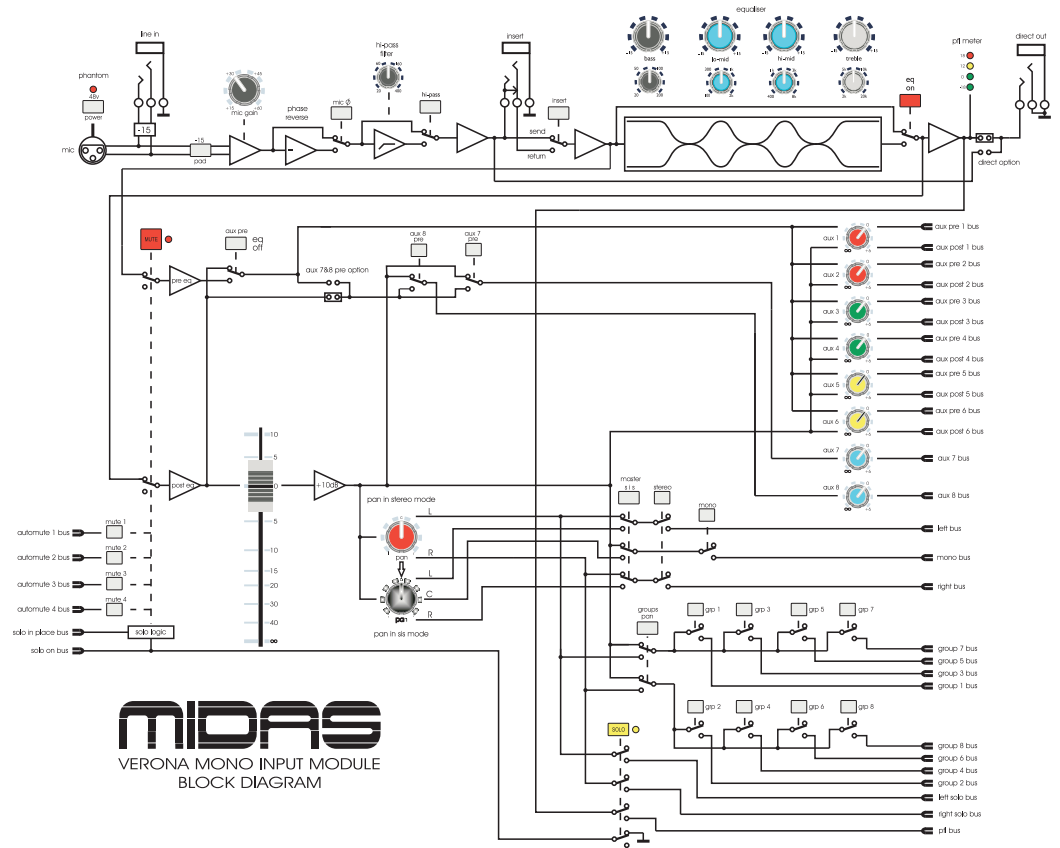 line in
insert
equaliser
direct out
hi-pass
filter
pfl meter
phantom
48v
power
mic gain
bass
lo-mid
hi-mid
treble
18
12
0
mic
-15
-15
pad
phase
reverse
mic Ø
hi-pass
send
return
insert
eq
on
direct option
MUTE
aux pre
eq
off
aux 7&8 pre option
aux 8
pre
aux 7
pre
pre eq
aux 1
aux 2
aux 3
aux 4
aux 5
aux 6
aux 7
aux 8
aux pre 1 bus
aux post 1 bus
aux pre 2 bus
aux post 2 bus
aux pre 3 bus
aux post 3 bus
aux pre 4 bus
aux post 4 bus
aux pre 5 bus
aux post 5 bus
aux pre 6 bus
aux post 6 bus
aux 7 bus
aux 8 bus
post eq
10
5
0
5
10
15
20
30
40
∞
+10dB
pan in stereo mode
L
pan
R
L
C
R
pan
pan in sis mode
master
s i s
stereo
mono
left bus
mono bus
right bus
automute 1 bus
mute 1
automute 2 bus
mute 2
automute 3 bus
mute 3
automute 4 bus
mute 4
solo in place bus
solo logic
solo on bus
groups
pan
grp 1
grp 3
grp 5
grp 7
group 7 bus
group 5 bus
group 3 bus
group 1 bus
grp 2
grp 4
grp 6
grp 8
SOLO
group 8 bus
group 6 bus
group 4 bus
group 2 bus
left solo bus
right solo bus
pfl bus
MIDAS
VERONA MONO INPUT MODULE
BLOCK DIAGRAM